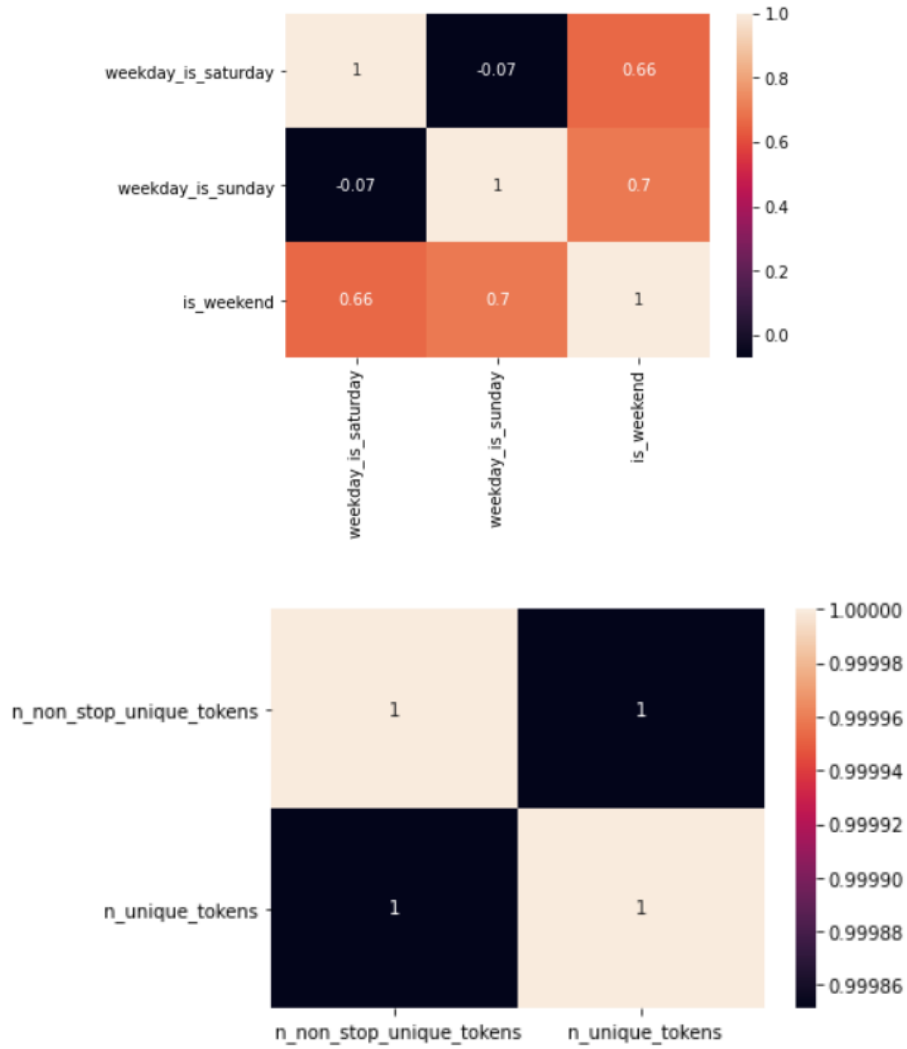 1.0
weekday_is_saturday 1 -0.07 0.66
0.8
0.6
weekday_is_sunday -0.07 1 0.7
0.4
0.2
is_weekend 0.66 0.7 1
0.0
weekday_is_saturday
weekday_is_sunday
is_weekend
1.00000
0.99998
n_non_stop_unique_tokens 1 1
0.99996
0.99994
0.99992
0.99990
n_unique_tokens 1 1
0.99988
0.99986
n_non_stop_unique_tokens n_unique_tokens